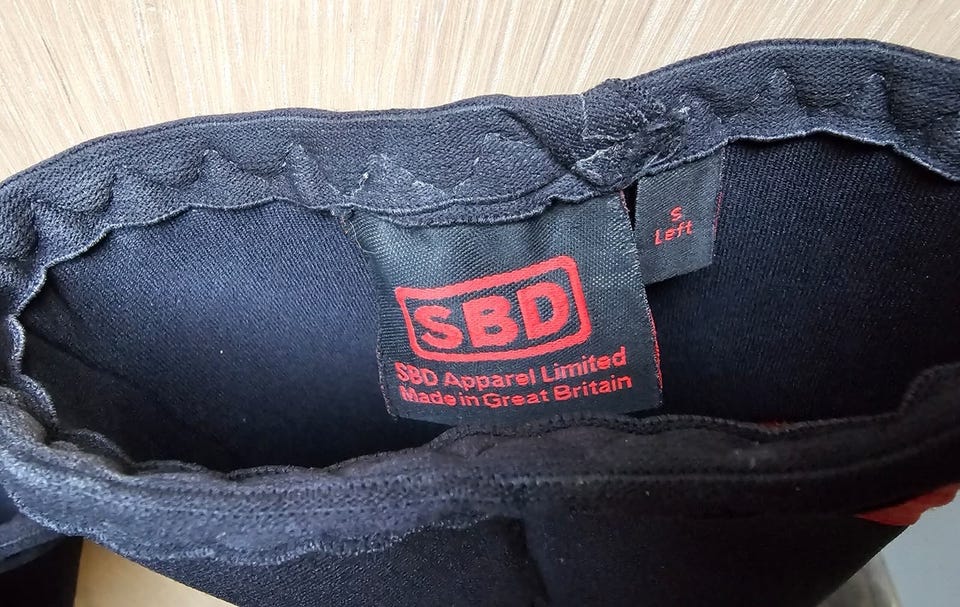 SBD
SBD Apparel Limited
Made in Great Britain
S
Left